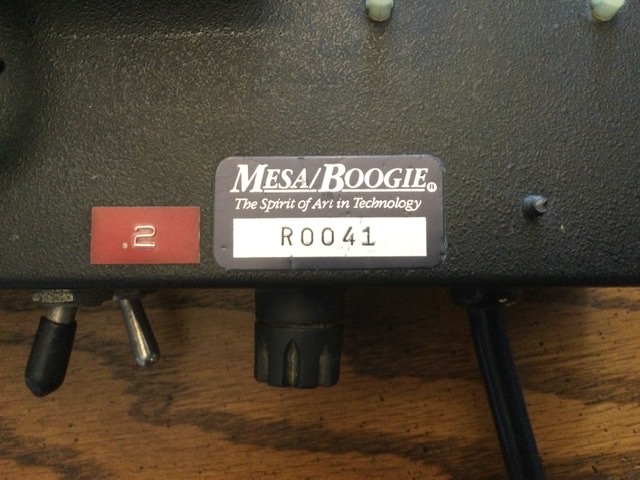 MESA/BOOGIE®
The Spirit of Art in Technology
.2
R0041